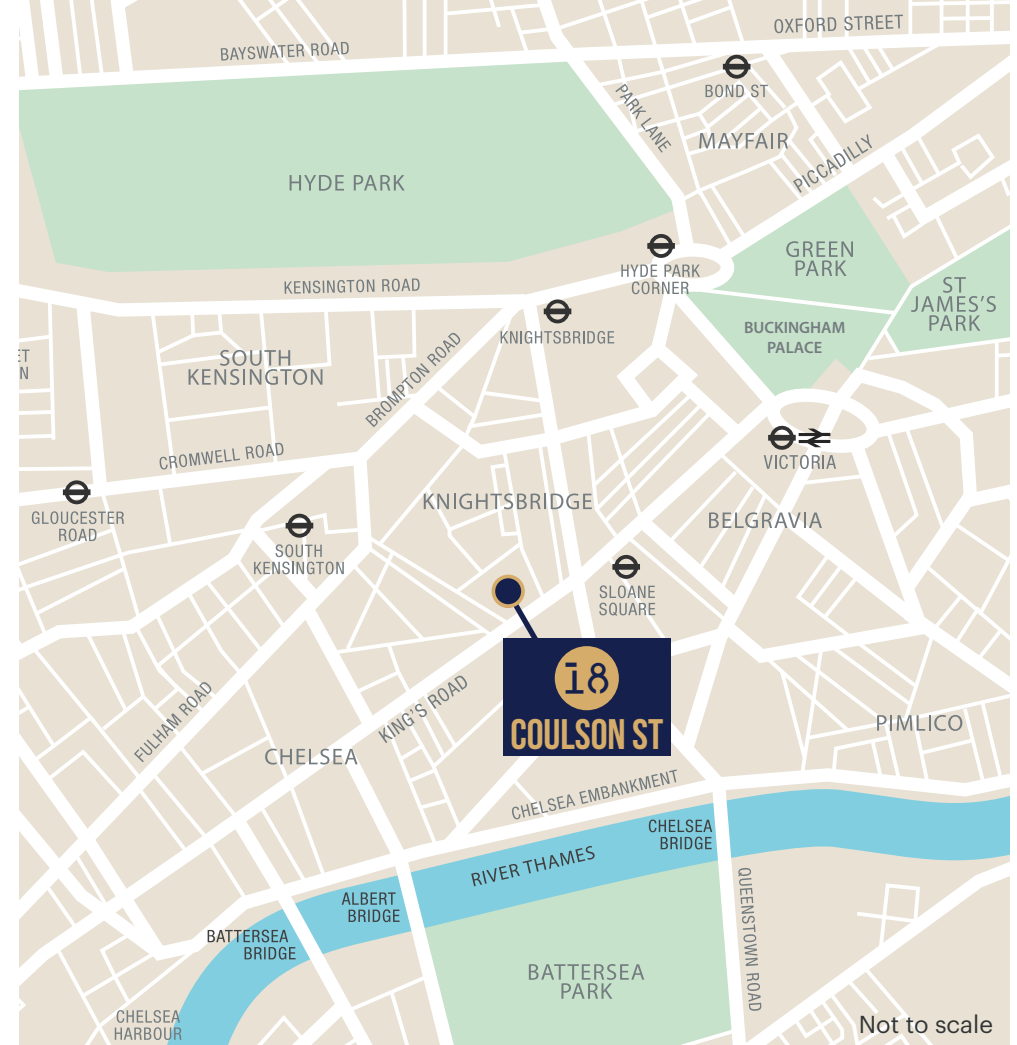 OXFORD STREET
BAYSWATER ROAD
BOND ST
PARK LANE
MAYFAIR
PICCADILLY
HYDE PARK
GREEN
PARK
HYDE PARK
CORNER
KENSINGTON ROAD
ST
JAMES'S
PARK
KNIGHTSBRIDGE
BUCKINGHAM
PALACE
ET
N
SOUTH
KENSINGTON
BROMPTON ROAD
CROMWELL ROAD
VICTORIA
KNIGHTSBRIDGE
GLOUCESTER
ROAD
BELGRAVIA
SOUTH
KENSINGTON
SLOANE
SQUARE
18
COULSON ST
KING'S ROAD
FULHAM ROAD
PIMLICO
CHELSEA
CHELSEA EMBANKMENT
CHELSEA
BRIDGE
RIVER THAMES
ALBERT
BRIDGE
QUEENSTOWN ROAD
BATTERSEA
BRIDGE
BATTERSEA
PARK
CHELSEA
HARBOUR
Not to scale